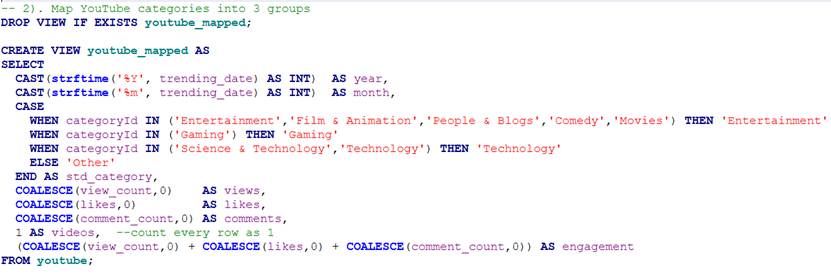 -- 2). Map YouTube categories into 3 groups
DROP VIEW IF EXISTS youtube_mapped;

CREATE VIEW youtube_mapped AS
SELECT
  CAST(strftime('%Y', trending_date) AS INT)  AS year,
  CAST(strftime('%m', trending_date) AS INT)  AS month,
  CASE
    WHEN categoryId IN ('Entertainment','Film & Animation','People & Blogs','Comedy','Movies') THEN 'Entertainment'
    WHEN categoryId IN ('Gaming') THEN 'Gaming'
    WHEN categoryId IN ('Science & Technology','Technology') THEN 'Technology'
    ELSE 'Other'
  END AS std_category,
  COALESCE(view_count,0)    AS views,
  COALESCE(likes,0)         AS likes,
  COALESCE(comment_count,0) AS comments,
  1 AS videos,  --count every row as 1
  (COALESCE(view_count,0) + COALESCE(likes,0) + COALESCE(comment_count,0)) AS engagement
FROM youtube;